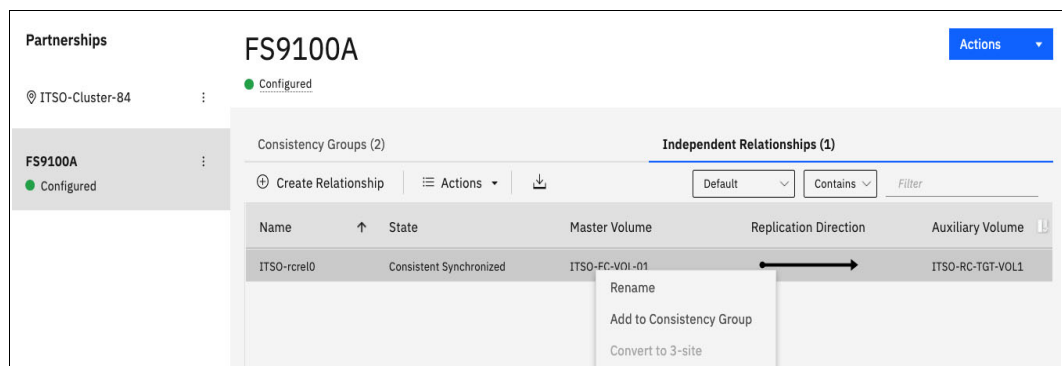 Partnerships
ITSO-Cluster-84
FS9100A
Configured
FS9100A
Configured
Actions
Consistency Groups (2)
Independent Relationships (1)
Create Relationship
Actions
Default
Contains
Filter
Name State Master Volume Replication Direction Auxiliary Volume
ITSO-rcrel0 Consistent Synchronized ITSO-FC-VOL-01 ITSO-RC-TGT-VOL1
Rename
Add to Consistency Group
Convert to 3-site